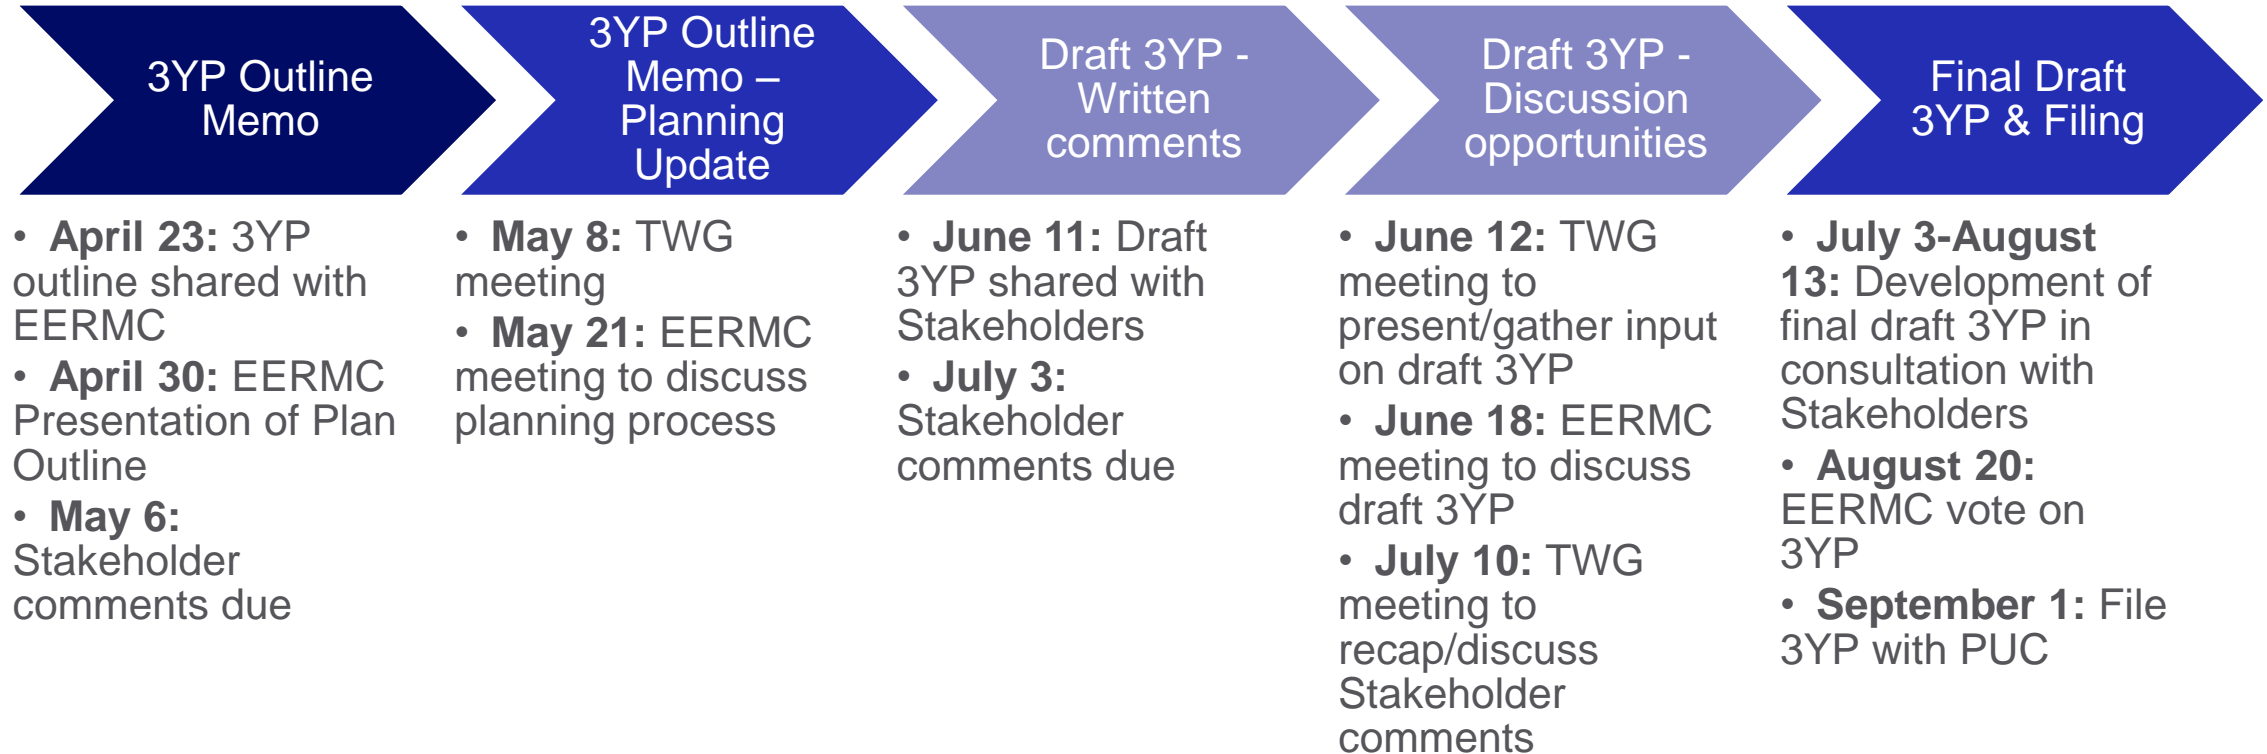 3YP Outline
Memo
• April 23: 3YP
outline shared with
EERMC
• April 30: EERMC
Presentation of Plan
Outline
• May 6:
Stakeholder
comments due
3YP Outline
Memo –
Planning
Update
• May 8: TWG
meeting
• May 21: EERMC
meeting to discuss
planning process
Draft 3YP -
Written
comments
• June 11: Draft
3YP shared with
Stakeholders
• July 3:
Stakeholder
comments due
Draft 3YP -
Discussion
opportunities
• June 12: TWG
meeting to
present/gather input
on draft 3YP
• June 18: EERMC
meeting to discuss
draft 3YP
• July 10: TWG
meeting to
recap/discuss
Stakeholder
comments
Final Draft
3YP & Filing
• July 3-August
13: Development of
final draft 3YP in
consultation with
Stakeholders
• August 20:
EERMC vote on
3YP
• September 1: File
3YP with PUC